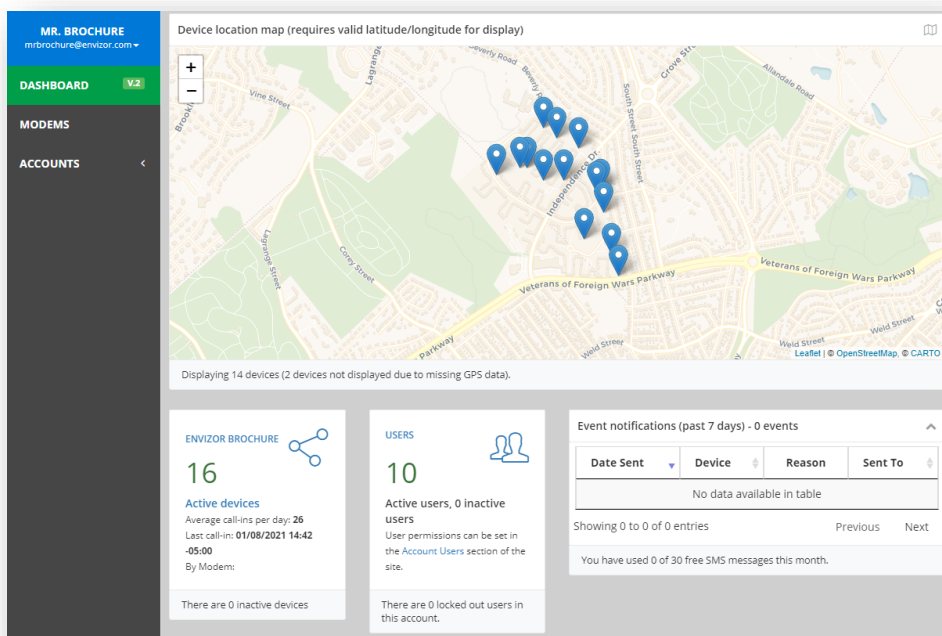 MR. BROCHURE
mrbrochure@envizor.com
DASHBOARD V.2
MODEMS
ACCOUNTS
Device location map (requires valid latitude/longitude for display)
+
−
Beverly Road
Grove Street
Allandale Road
Vine Street
South Street South Street
Independence Dr.
Lagrange Street
Corey Street
Veterans of Foreign Wars Parkway
Veterans of Foreign Wars Parkway
Parkway
Weld Street
Weld Street
Weld Street
Leaflet | © OpenStreetMap, © CARTO
Displaying 14 devices (2 devices not displayed due to missing GPS data).
ENVIZOR BROCHURE
16
Active devices
Average call-ins per day: 26
Last call-in: 01/08/2021 14:42
-05:00
By Modem:
There are 0 inactive devices
USERS
10
Active users, 0 inactive
users
User permissions can be set in
the Account Users section of the
site.
There are 0 locked out users in
this account.
Event notifications (past 7 days) - 0 events
Date Sent Device Reason Sent To
No data available in table
Showing 0 to 0 of 0 entries Previous Next
You have used 0 of 30 free SMS messages this month.